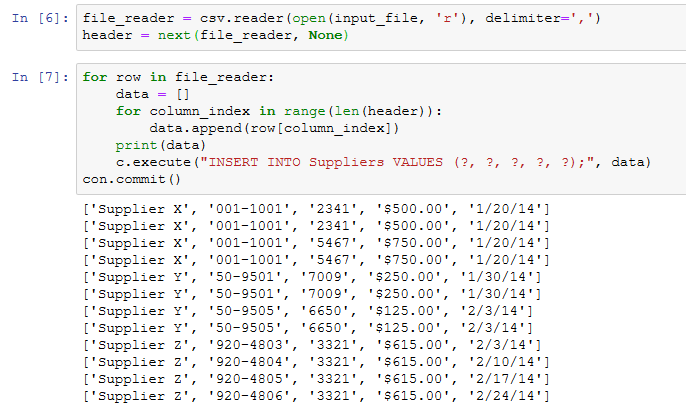 In [6]: file_reader = csv.reader(open(input_file, 'r'), delimiter=',')
header = next(file_reader, None)
In [7]: for row in file_reader:
    data = []
    for column_index in range(len(header)):
        data.append(row[column_index])
    print(data)
    c.execute("INSERT INTO Suppliers VALUES (?, ?, ?, ?, ?);", data)
con.commit()
['Supplier X', '001-1001', '2341', '$500.00', '1/20/14']
['Supplier X', '001-1001', '2341', '$500.00', '1/20/14']
['Supplier X', '001-1001', '5467', '$750.00', '1/20/14']
['Supplier X', '001-1001', '5467', '$750.00', '1/20/14']
['Supplier Y', '50-9501', '7009', '$250.00', '1/30/14']
['Supplier Y', '50-9501', '7009', '$250.00', '1/30/14']
['Supplier Y', '50-9505', '6650', '$125.00', '2/3/14']
['Supplier Y', '50-9505', '6650', '$125.00', '2/3/14']
['Supplier Z', '920-4803', '3321', '$615.00', '2/3/14']
['Supplier Z', '920-4804', '3321', '$615.00', '2/10/14']
['Supplier Z', '920-4805', '3321', '$615.00', '2/17/14']
['Supplier Z', '920-4806', '3321', '$615.00', '2/24/14']